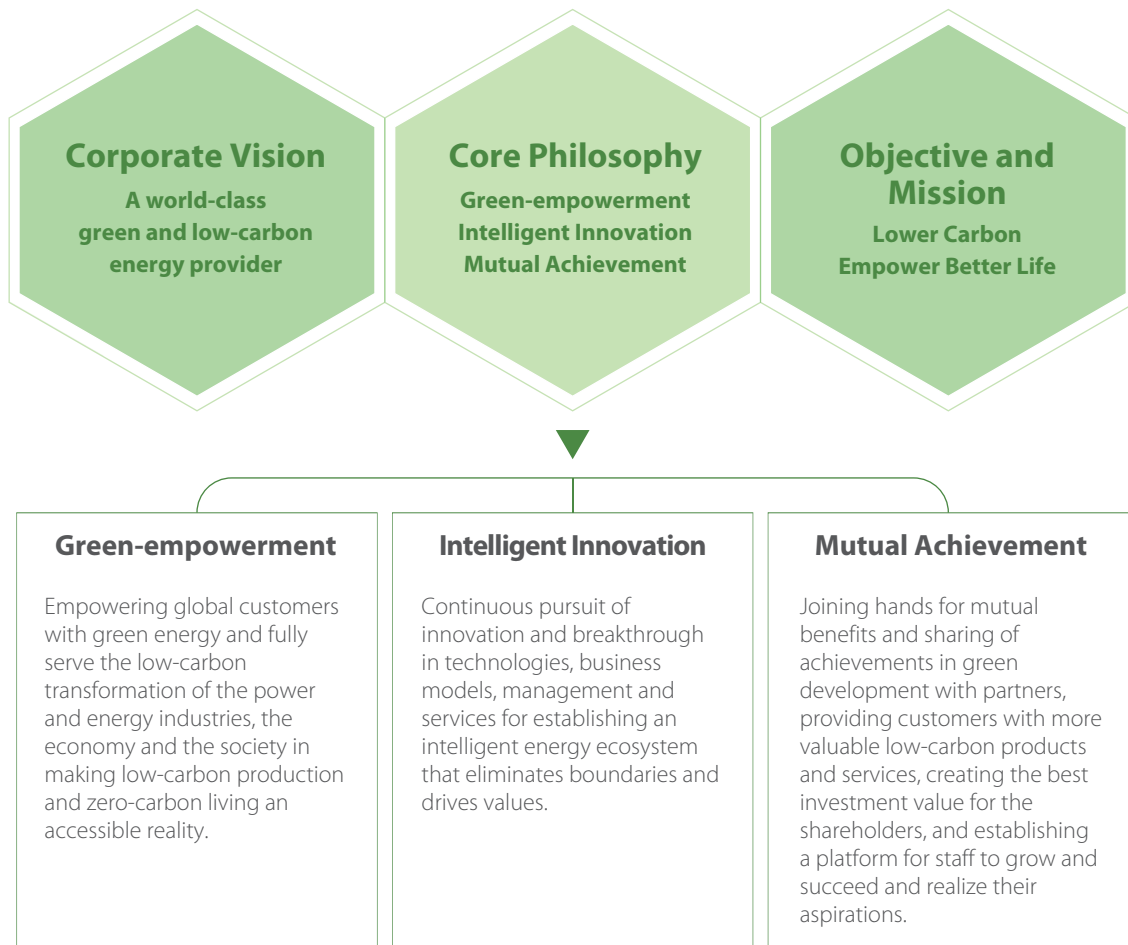 Corporate Vision
A world-class
green and low-carbon
energy provider
Core Philosophy
Green-empowerment
Intelligent Innovation
Mutual Achievement
Objective and
Mission
Lower Carbon
Empower Better Life
Green-empowerment
Empowering global customers
with green energy and fully
serve the low-carbon
transformation of the power
and energy industries, the
economy and the society in
making low-carbon production
and zero-carbon living an
accessible reality.
Intelligent Innovation
Continuous pursuit of
innovation and breakthrough
in technologies, business
models, management and
services for establishing an
intelligent energy ecosystem
that eliminates boundaries and
drives values.
Mutual Achievement
Joining hands for mutual
benefits and sharing of
achievements in green
development with partners,
providing customers with more
valuable low-carbon products
and services, creating the best
investment value for the
shareholders, and establishing
a platform for staff to grow and
succeed and realize their
aspirations.